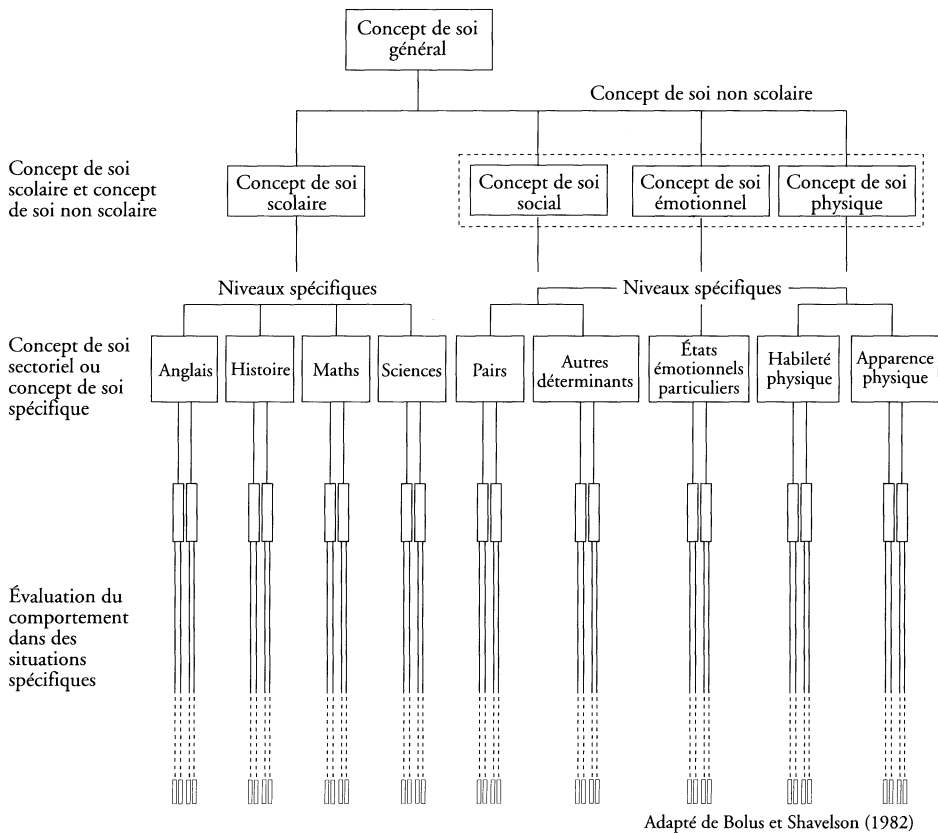 Concept de soi
général
Concept de soi non scolaire
Concept de soi
scolaire et concept
de soi non scolaire
Concept de soi
scolaire
Concept de soi
social
Concept de soi
émotionnel
Concept de soi
physique
Niveaux spécifiques
Niveaux spécifiques
Concept de soi
sectoriel ou
concept de soi
spécifique
Anglais
Histoire
Maths
Sciences
Pairs
Autres
déterminants
États
émotionnels
particuliers
Habileté
physique
Apparence
physique
Évaluation du
comportement
dans des
situations
spécifiques
Adapté de Bolus et Shavelson (1982)